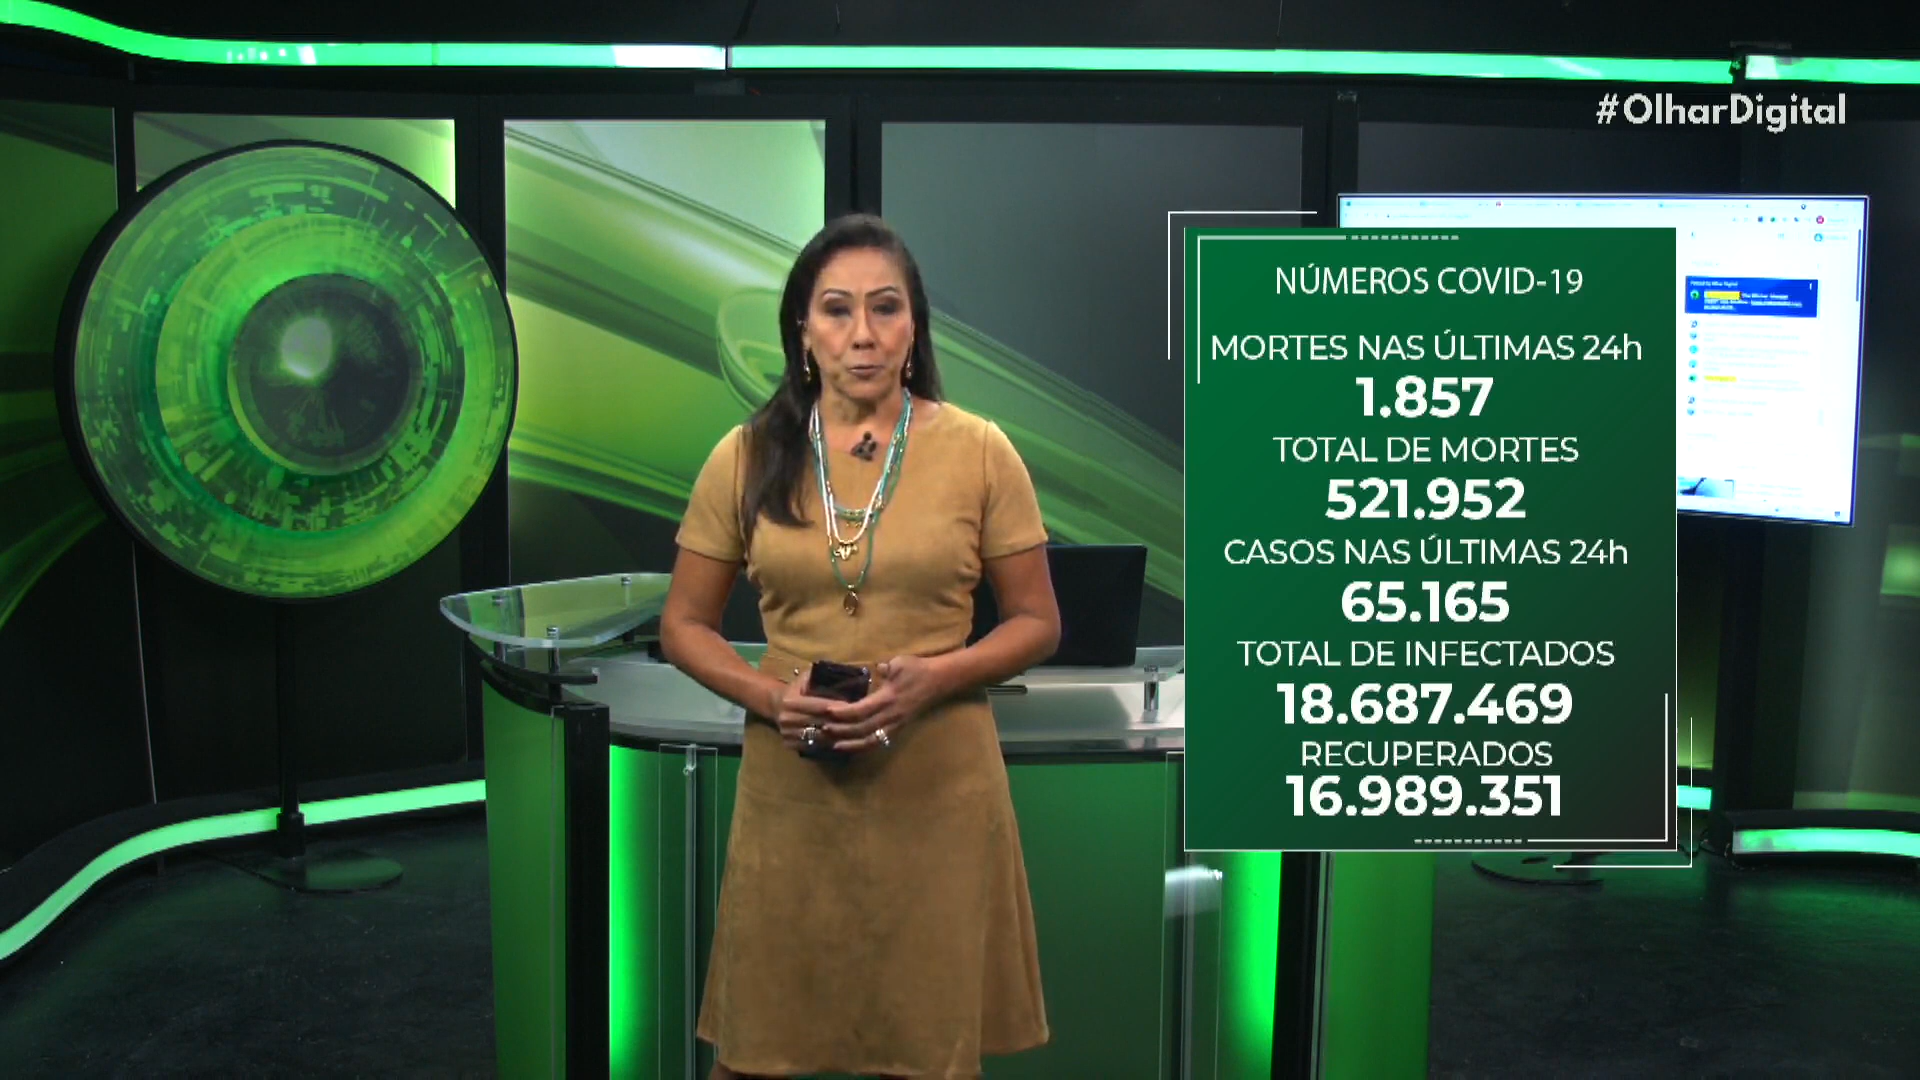 #OlharDigital
NÚMEROS COVID-19
MORTES NAS ÚLTIMAS 24h
1.857
TOTAL DE MORTES
521.952
CASOS NAS ÚLTIMAS 24h
65.165
TOTAL DE INFECTADOS
18.687.469
RECUPERADOS
16.989.351